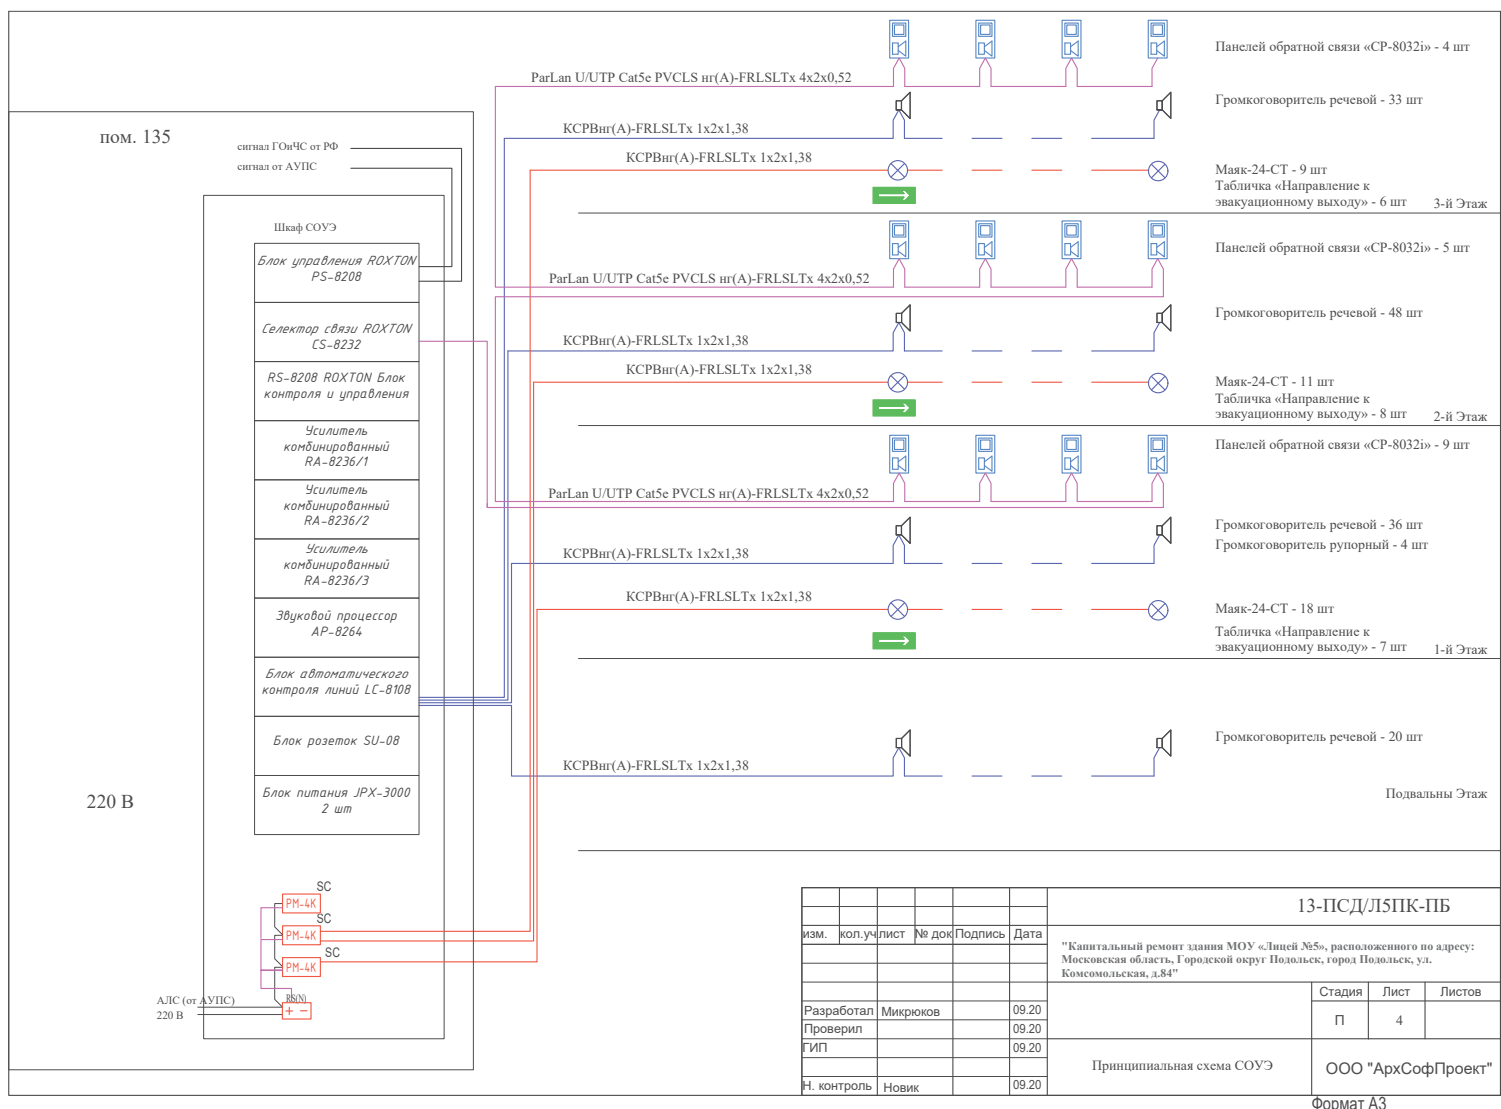 Панелей обратной связи «CP-8032i» - 4 шт
ParLan U/UTP Cat5e PVCLS нг(А)-FRLSLTx 4x2x0,52
Громкоговоритель речевой - 33 шт
КСРВнг(А)-FRLSLTx 1x2x1,38
КСРВнг(А)-FRLSLTx 1x2x1,38
Маяк-24-СТ - 9 шт
Табличка «Направление к
эвакуационному выходу» - 6 шт
3-й Этаж
Панелей обратной связи «CP-8032i» - 5 шт
ParLan U/UTP Cat5e PVCLS нг(А)-FRLSLTx 4x2x0,52
Громкоговоритель речевой - 48 шт
КСРВнг(А)-FRLSLTx 1x2x1,38
КСРВнг(А)-FRLSLTx 1x2x1,38
Маяк-24-СТ - 11 шт
Табличка «Направление к
эвакуационному выходу» - 8 шт
2-й Этаж
Панелей обратной связи «CP-8032i» - 9 шт
ParLan U/UTP Cat5e PVCLS нг(А)-FRLSLTx 4x2x0,52
Громкоговоритель речевой - 36 шт
Громкоговоритель рупорный - 4 шт
КСРВнг(А)-FRLSLTx 1x2x1,38
КСРВнг(А)-FRLSLTx 1x2x1,38
Маяк-24-СТ - 18 шт
Табличка «Направление к
эвакуационному выходу» - 7 шт
1-й Этаж
Громкоговоритель речевой - 20 шт
КСРВнг(А)-FRLSLTx 1x2x1,38
Подвальны Этаж
пом. 135
сигнал ГОиЧС от РФ
сигнал от АУПС
Шкаф СОУЭ
Блок управления ROXTON
PS-8208
Селектор связи ROXTON
CS-8232
RS-8208 ROXTON Блок
контроля и управления
Усилитель
комбинированный
RA-8236/1
Усилитель
комбинированный
RA-8236/2
Усилитель
комбинированный
RA-8236/3
Звуковой процессор
AP-8264
Блок автоматического
контроля линий LC-8108
Блок розеток SU-08
Блок питания JPX-3000
2 шт
220 В
SC
РМ-4К
SC
РМ-4К
SC
РМ-4К
RS(N)
+ −
АЛС (от АУПС)
220 В
13-ПСД/Л5ПК-ПБ
изм. кол.уч лист № док Подпись Дата
"Капитальный ремонт здания МОУ «Лицей №5», расположенного по адресу:
Московская область, Городской округ Подольск, город Подольск, ул.
Комсомольская, д.84"
Стадия Лист Листов
П 4
Разработал Микрюков 09.20
Проверил 09.20
ГИП 09.20
Н. контроль Новик 09.20
Принципиальная схема СОУЭ
ООО "АрхСофПроект"
Формат А3